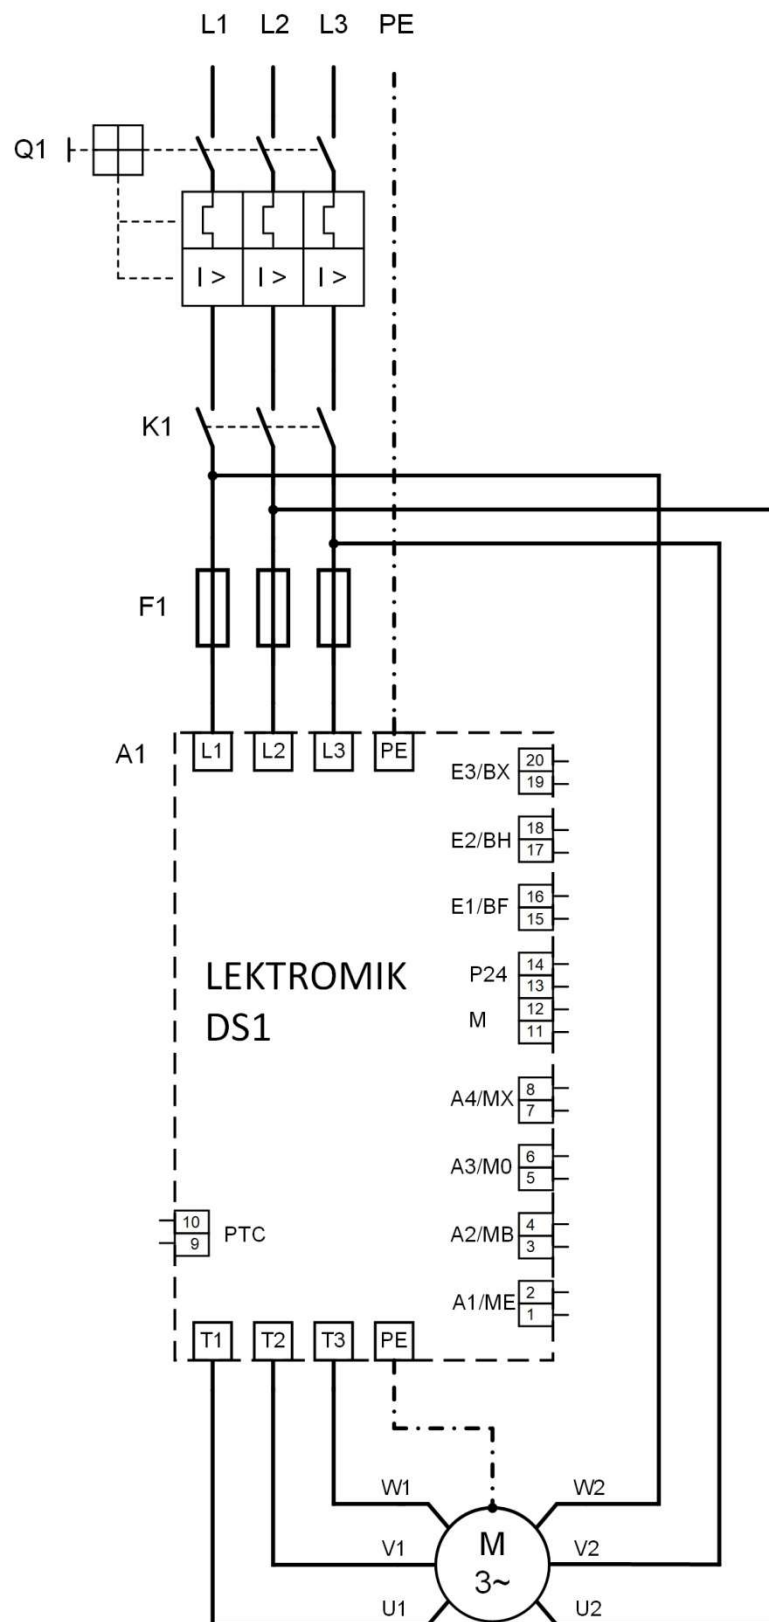 L1 L2 L3 PE
Q1
I > I > I >
K1
F1
A1 L1 L2 L3 PE
E3/BX 20
19
E2/BH 18
17
E1/BF 16
15
P24 14
13
M 12
11
LEKTROMIK
DS1
A4/MX 8
7
A3/M0 6
5
10 PTC
9
A2/MB 4
3
A1/ME 2
1
T1 T2 T3 PE
W1 W2
V1 M V2
3~
U1 U2